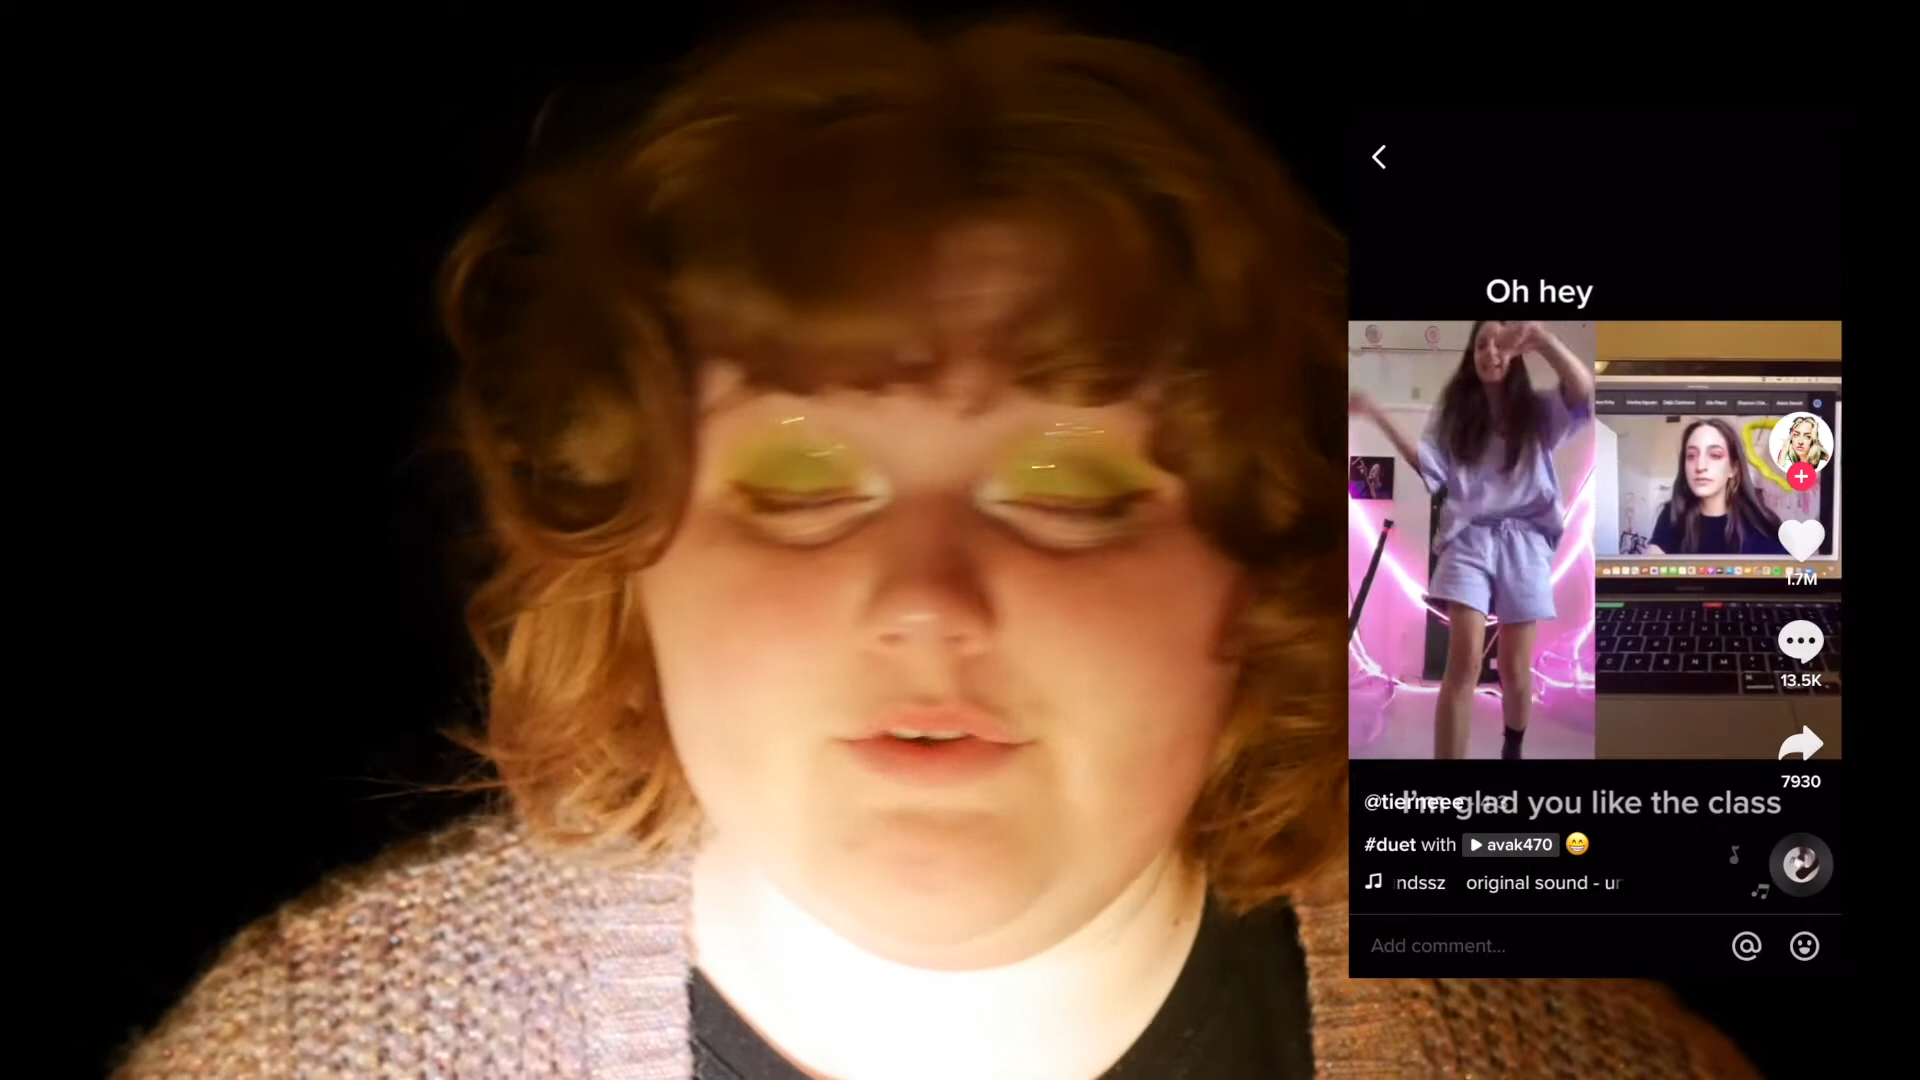 Oh hey
1.7M
13.5K
7930
@tierneee
I'm glad you like the class
#duet with avak470 😁
ndssz original sound - ur
Add comment...